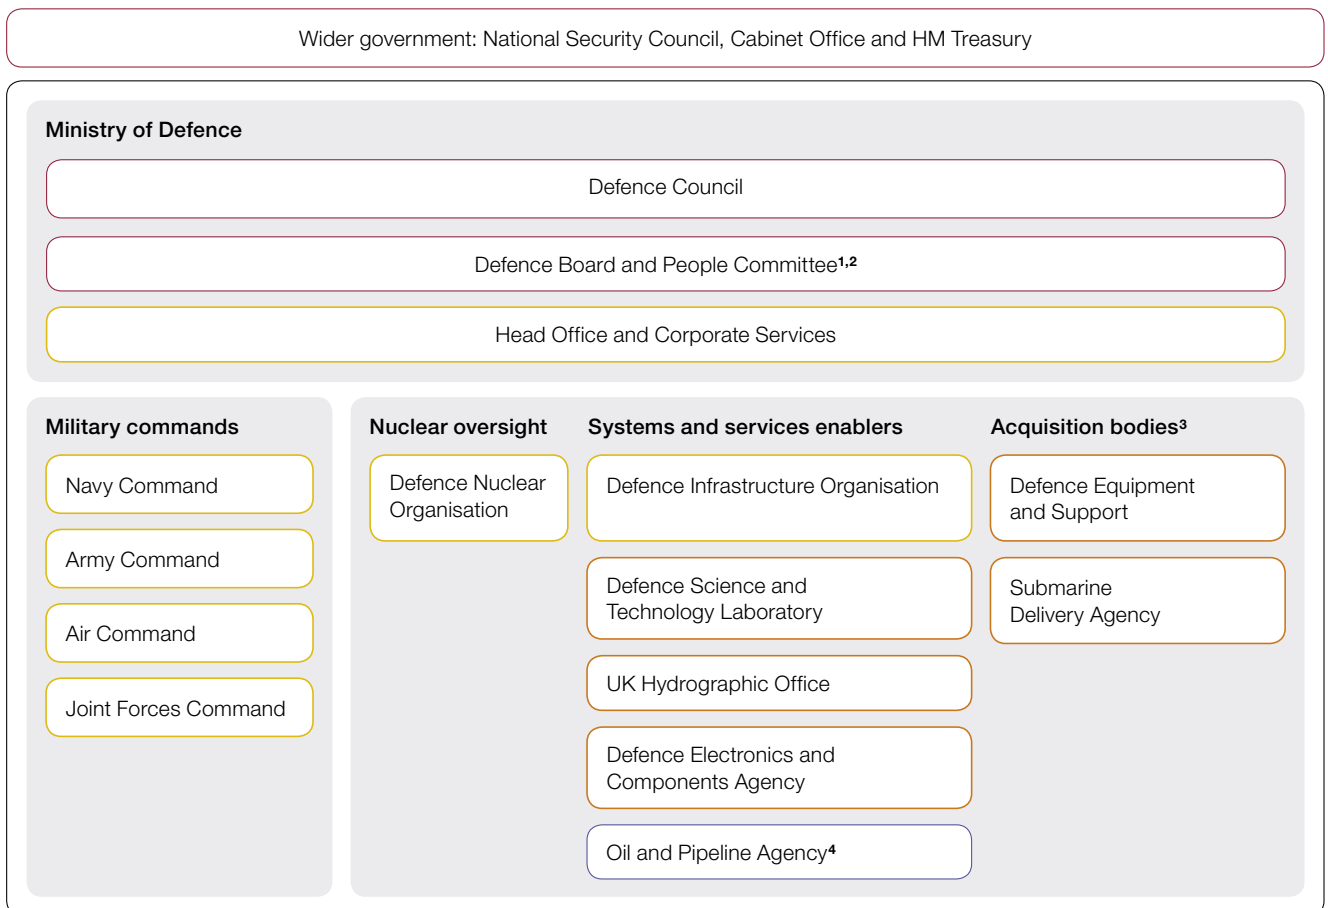 Wider government: National Security Council, Cabinet Office and HM Treasury
Ministry of Defence
Defence Council
Defence Board and People Committee1,2
Head Office and Corporate Services
Military commands
Navy Command
Army Command
Air Command
Joint Forces Command
Nuclear oversight
Defence Nuclear
Organisation
Systems and services enablers
Defence Infrastructure Organisation
Defence Science and
Technology Laboratory
UK Hydrographic Office
Defence Electronics and
Components Agency
Oil and Pipeline Agency4
Acquisition bodies3
Defence Equipment
and Support
Submarine
Delivery Agency